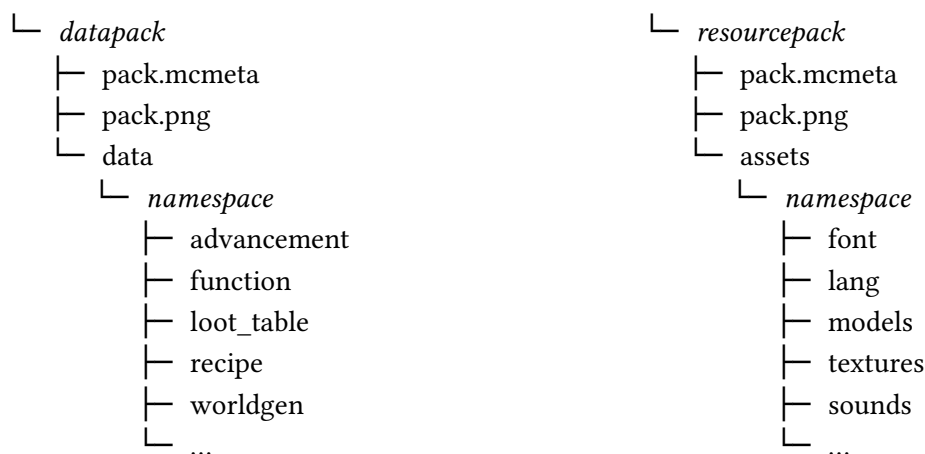 └─ datapack
├─ pack.mcmeta
├─ pack.png
└─ data
└─ namespace
├─ advancement
├─ function
├─ loot_table
├─ recipe
├─ worldgen
└─ ...
└─ resourcepack
├─ pack.mcmeta
├─ pack.png
└─ assets
└─ namespace
├─ font
├─ lang
├─ models
├─ textures
├─ sounds
└─ ...